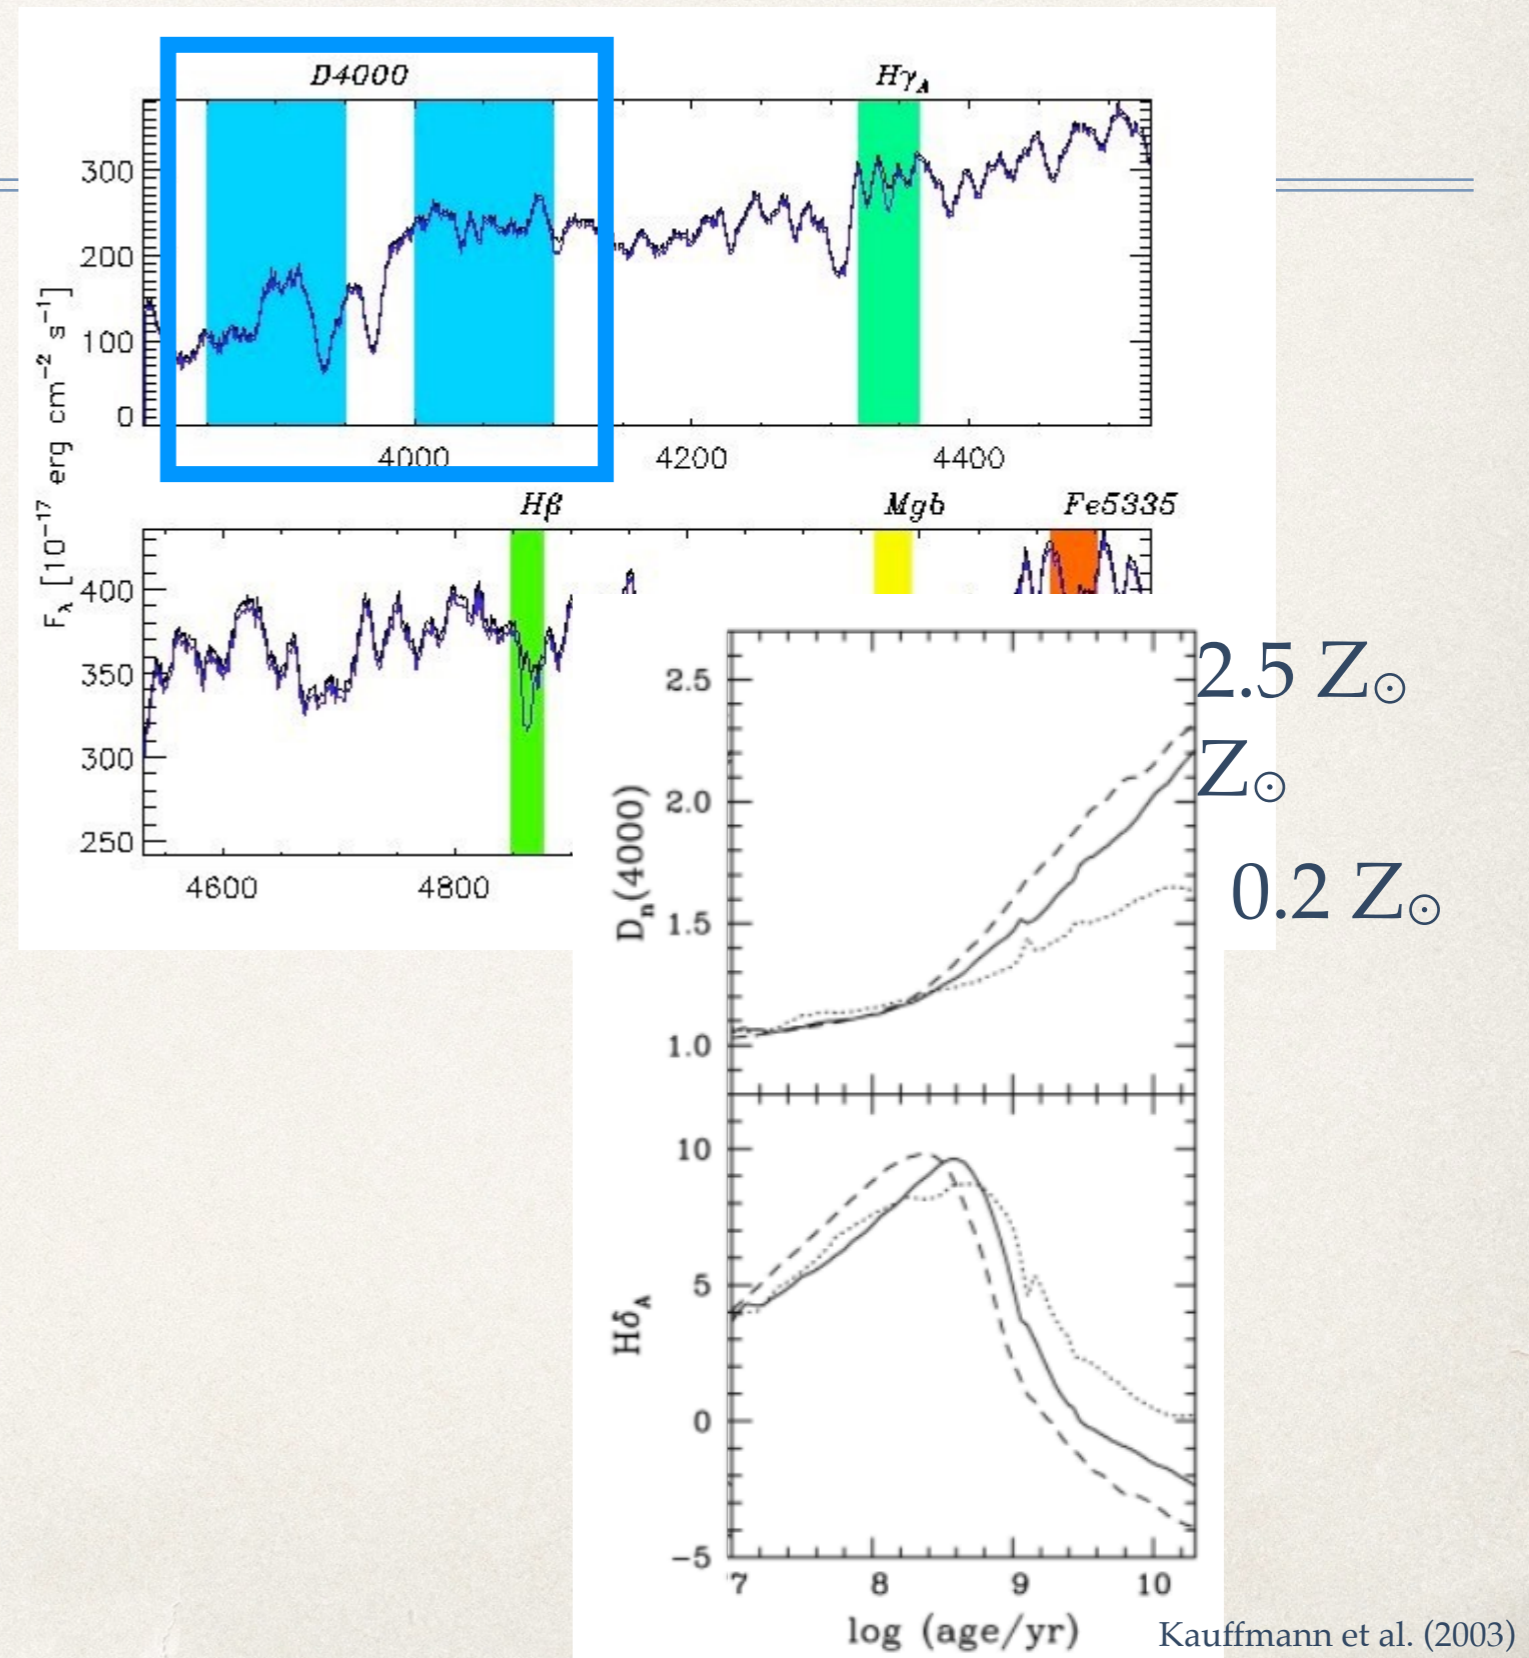 D4000 Hγ_A
300
200
100
0
4000 4200 4400
F_λ [10^−17 erg cm^−2 s^−1]
Hβ Mgb Fe5335
400
350
300
250
4600 4800
2.5 Z⊙
Z⊙
0.2 Z⊙
2.5
2.0
1.5
1.0
D_n(4000)
10
5
0
−5
Hδ_A
7 8 9 10
log (age/yr)
Kauffmann et al. (2003)